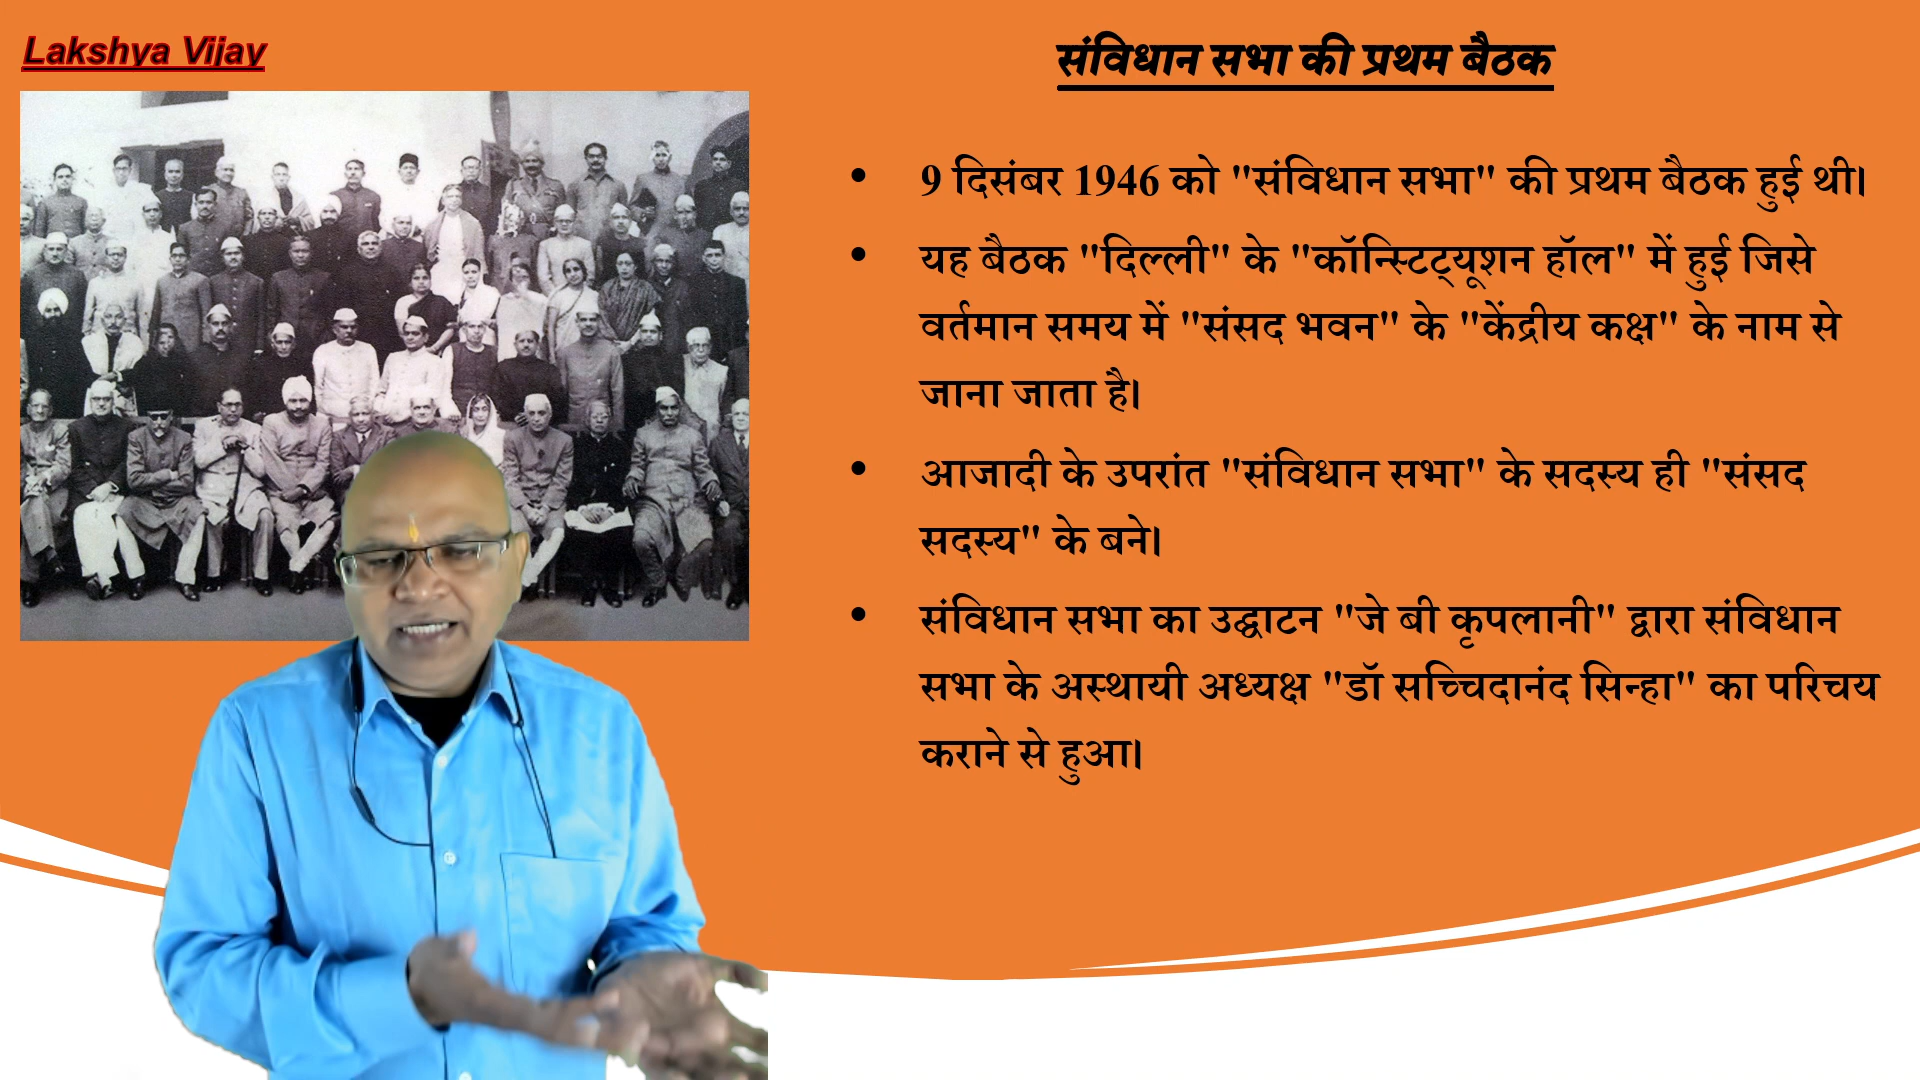 Lakshya Vijay
संविधान सभा की प्रथम बैठक
• 9 दिसंबर 1946 को "संविधान सभा" की प्रथम बैठक हुई थी।
• यह बैठक "दिल्ली" के "कॉन्स्टिट्यूशन हॉल" में हुई जिसे
वर्तमान समय में "संसद भवन" के "केंद्रीय कक्ष" के नाम से
जाना जाता है।
• आजादी के उपरांत "संविधान सभा" के सदस्य ही "संसद
सदस्य" के बने।
• संविधान सभा का उद्घाटन "जे बी कृपलानी" द्वारा संविधान
सभा के अस्थायी अध्यक्ष "डॉ सच्चिदानंद सिन्हा" का परिचय
कराने से हुआ।